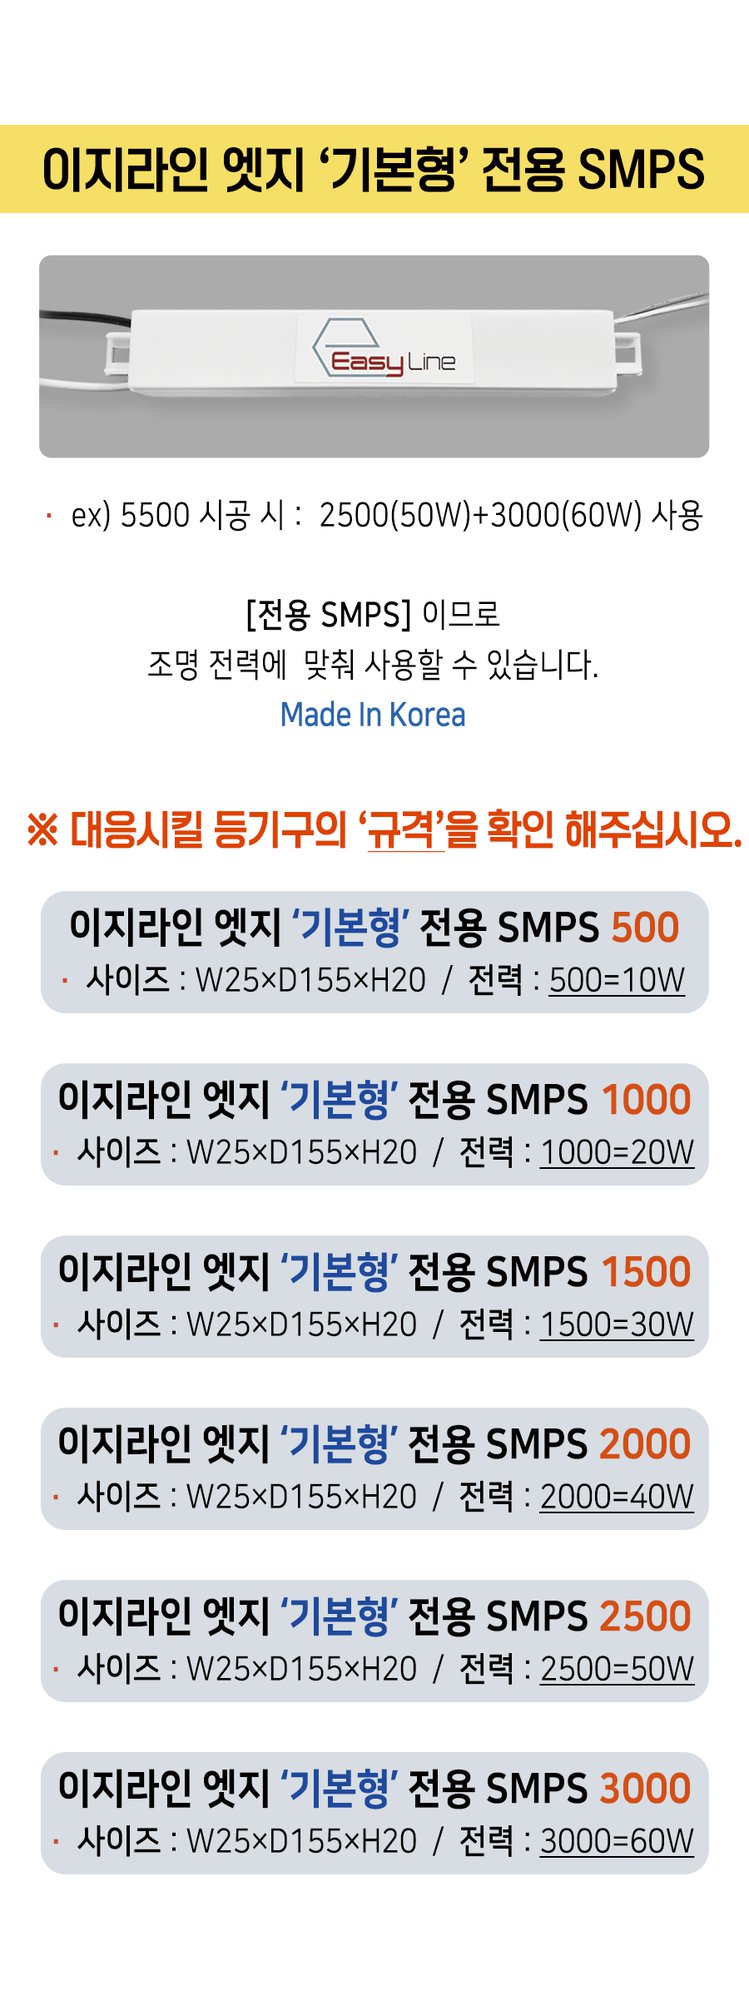 이지라인 엣지 ‘기본형’ 전용 SMPS
Easy Line
· ex) 5500 시공 시 : 2500(50W)+3000(60W) 사용
[전용 SMPS] 이므로
조명 전력에 맞춰 사용할 수 있습니다.
Made In Korea
※ 대응시킬 등기구의 ‘규격’을 확인 해주십시오.
이지라인 엣지 ‘기본형’ 전용 SMPS 500
· 사이즈 : W25×D155×H20 / 전력 : 500=10W
이지라인 엣지 ‘기본형’ 전용 SMPS 1000
· 사이즈 : W25×D155×H20 / 전력 : 1000=20W
이지라인 엣지 ‘기본형’ 전용 SMPS 1500
· 사이즈 : W25×D155×H20 / 전력 : 1500=30W
이지라인 엣지 ‘기본형’ 전용 SMPS 2000
· 사이즈 : W25×D155×H20 / 전력 : 2000=40W
이지라인 엣지 ‘기본형’ 전용 SMPS 2500
· 사이즈 : W25×D155×H20 / 전력 : 2500=50W
이지라인 엣지 ‘기본형’ 전용 SMPS 3000
· 사이즈 : W25×D155×H20 / 전력 : 3000=60W